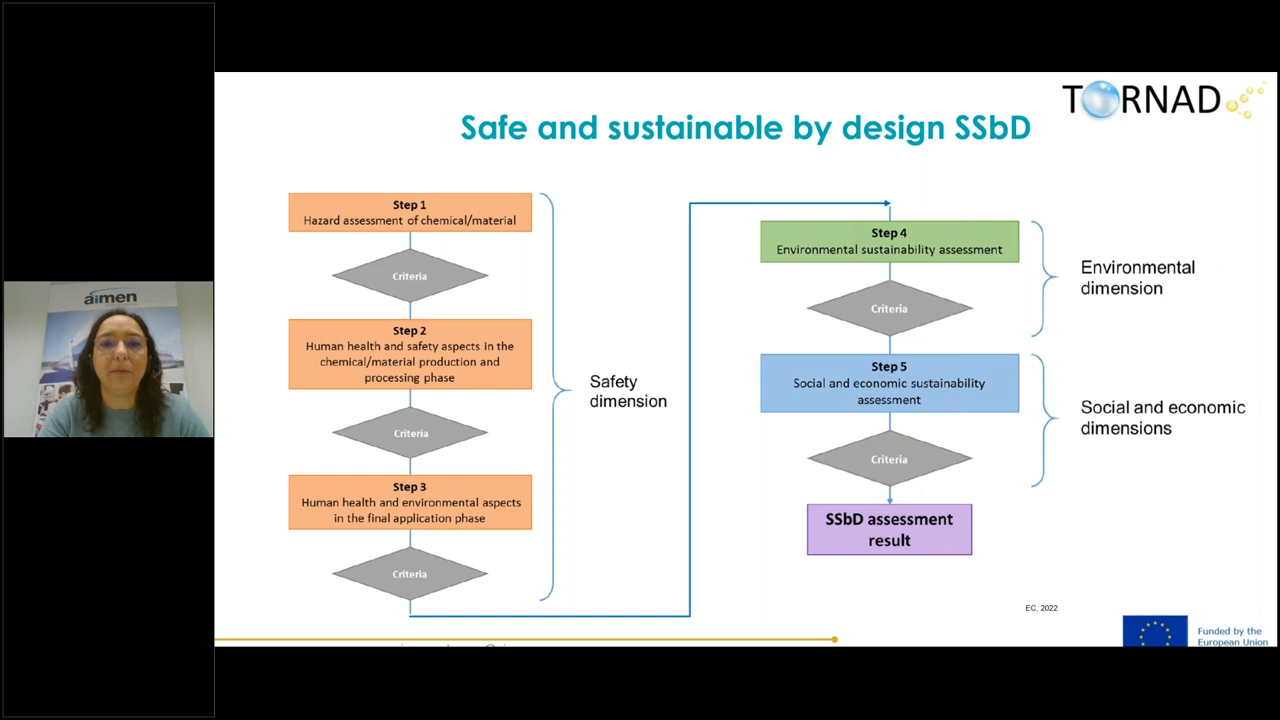 TORNAD
Safe and sustainable by design SSbD
Step 1
Hazard assessment of chemical/material
Criteria
Step 2
Human health and safety aspects in the
chemical/material production and
processing phase
Criteria
Step 3
Human health and environmental aspects
in the final application phase
Criteria
Safety
dimension
Step 4
Environmental sustainability assessment
Criteria
Environmental
dimension
Step 5
Social and economic sustainability
assessment
Criteria
Social and economic
dimensions
SSbD assessment
result
EC, 2022
Funded by the
European Union
aimen